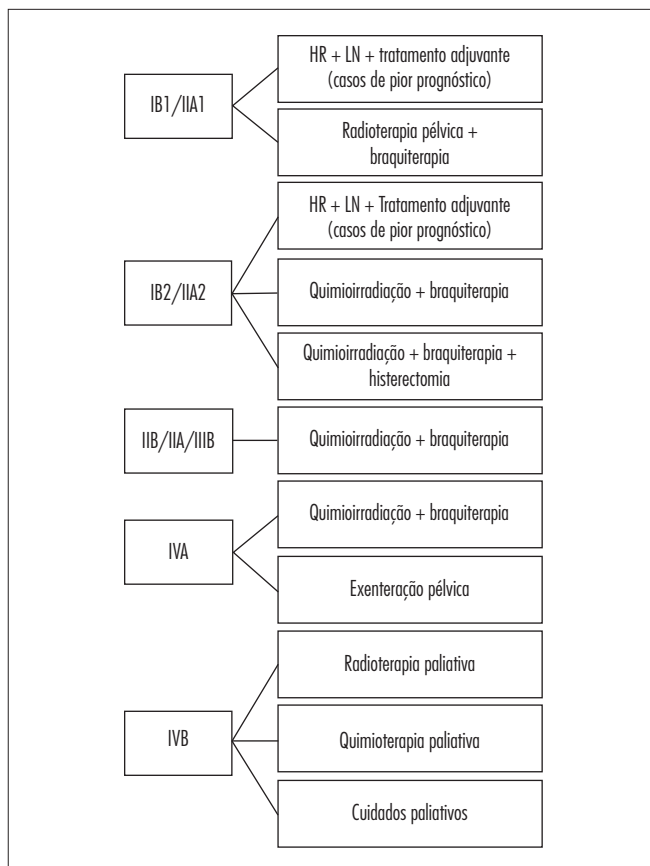 IB1/IIA1
HR + LN + tratamento adjuvante
(casos de pior prognóstico)
Radioterapia pélvica +
braquiterapia
IB2/IIA2
HR + LN + Tratamento adjuvante
(casos de pior prognóstico)
Quimioirradiação + braquiterapia
Quimioirradiação + braquiterapia +
histerectomia
IIB/IIA/IIIB
Quimioirradiação + braquiterapia
IVA
Quimioirradiação + braquiterapia
Exenteração pélvica
IVB
Radioterapia paliativa
Quimioterapia paliativa
Cuidados paliativos